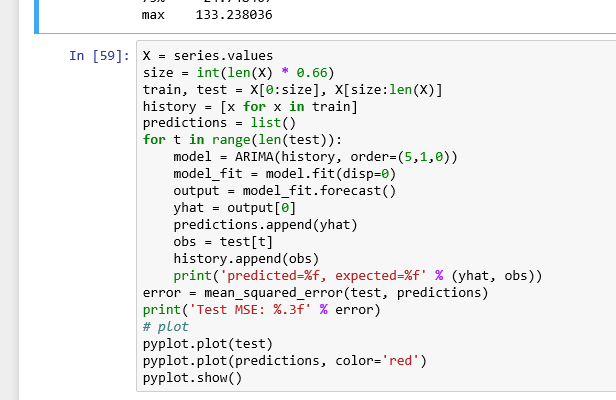 max    133.238036
In [59]: X = series.values
size = int(len(X) * 0.66)
train, test = X[0:size], X[size:len(X)]
history = [x for x in train]
predictions = list()
for t in range(len(test)):
    model = ARIMA(history, order=(5,1,0))
    model_fit = model.fit(disp=0)
    output = model_fit.forecast()
    yhat = output[0]
    predictions.append(yhat)
    obs = test[t]
    history.append(obs)
    print('predicted=%f, expected=%f' % (yhat, obs))
error = mean_squared_error(test, predictions)
print('Test MSE: %.3f' % error)
# plot
pyplot.plot(test)
pyplot.plot(predictions, color='red')
pyplot.show()